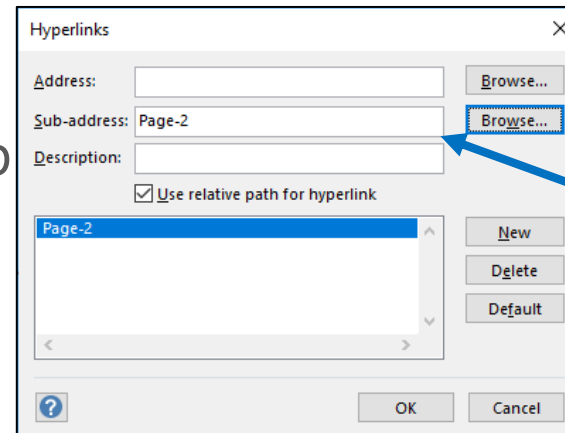 Hyperlinks
Address: Browse...
Sub-address: Page-2 Browse...
Description:
Use relative path for hyperlink
Page-2
New
Delete
Default
? OK Cancel